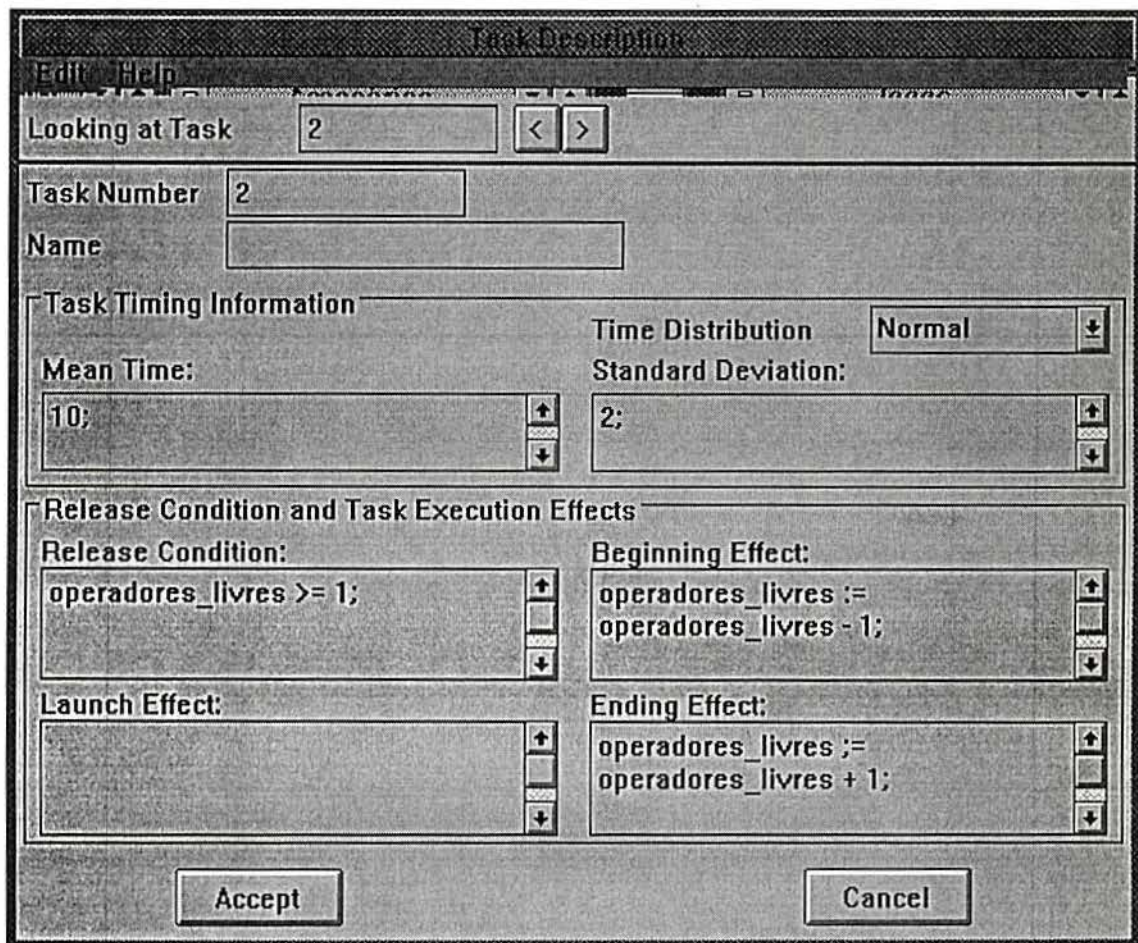 Task Description
Edit Help
Looking at Task 2 < >
Task Number 2
Name
Task Timing Information
Time Distribution Normal
Mean Time: Standard Deviation:
10; 2;
Release Condition and Task Execution Effects
Release Condition: Beginning Effect:
operadores_livres >= 1; operadores_livres :=
operadores_livres - 1;
Launch Effect: Ending Effect:
operadores_livres ;=
operadores_livres + 1;
Accept Cancel